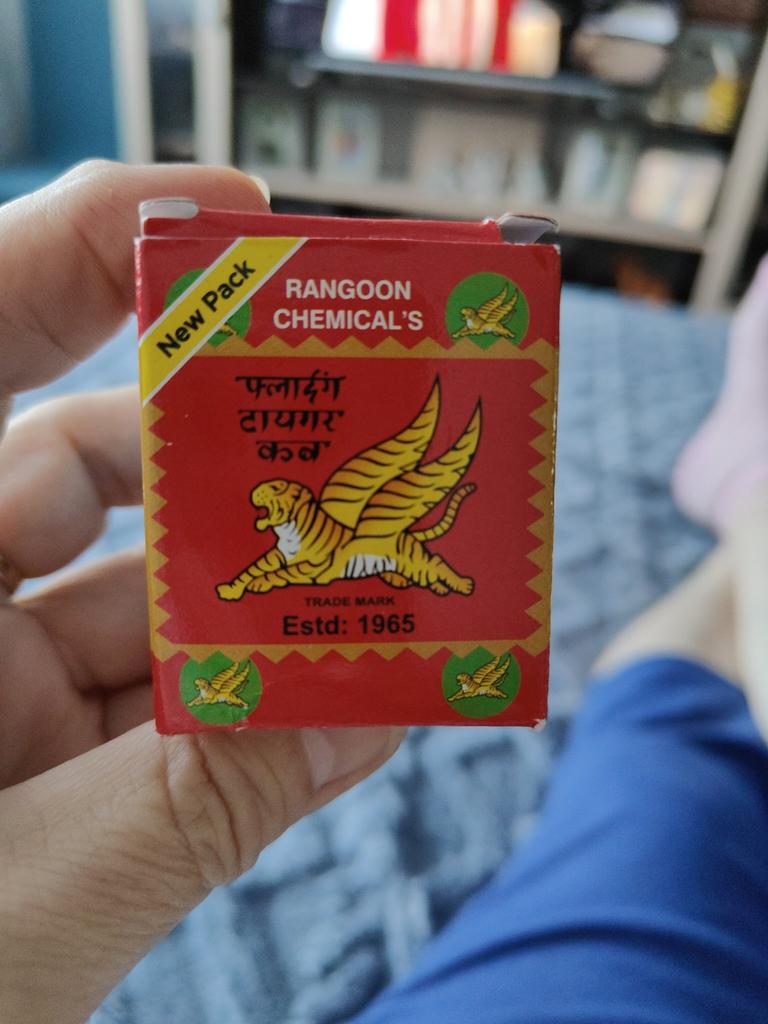 New Pack
RANGOON
CHEMICAL'S
फ्लाईंग
टायगर
कब
TRADE MARK
Estd: 1965